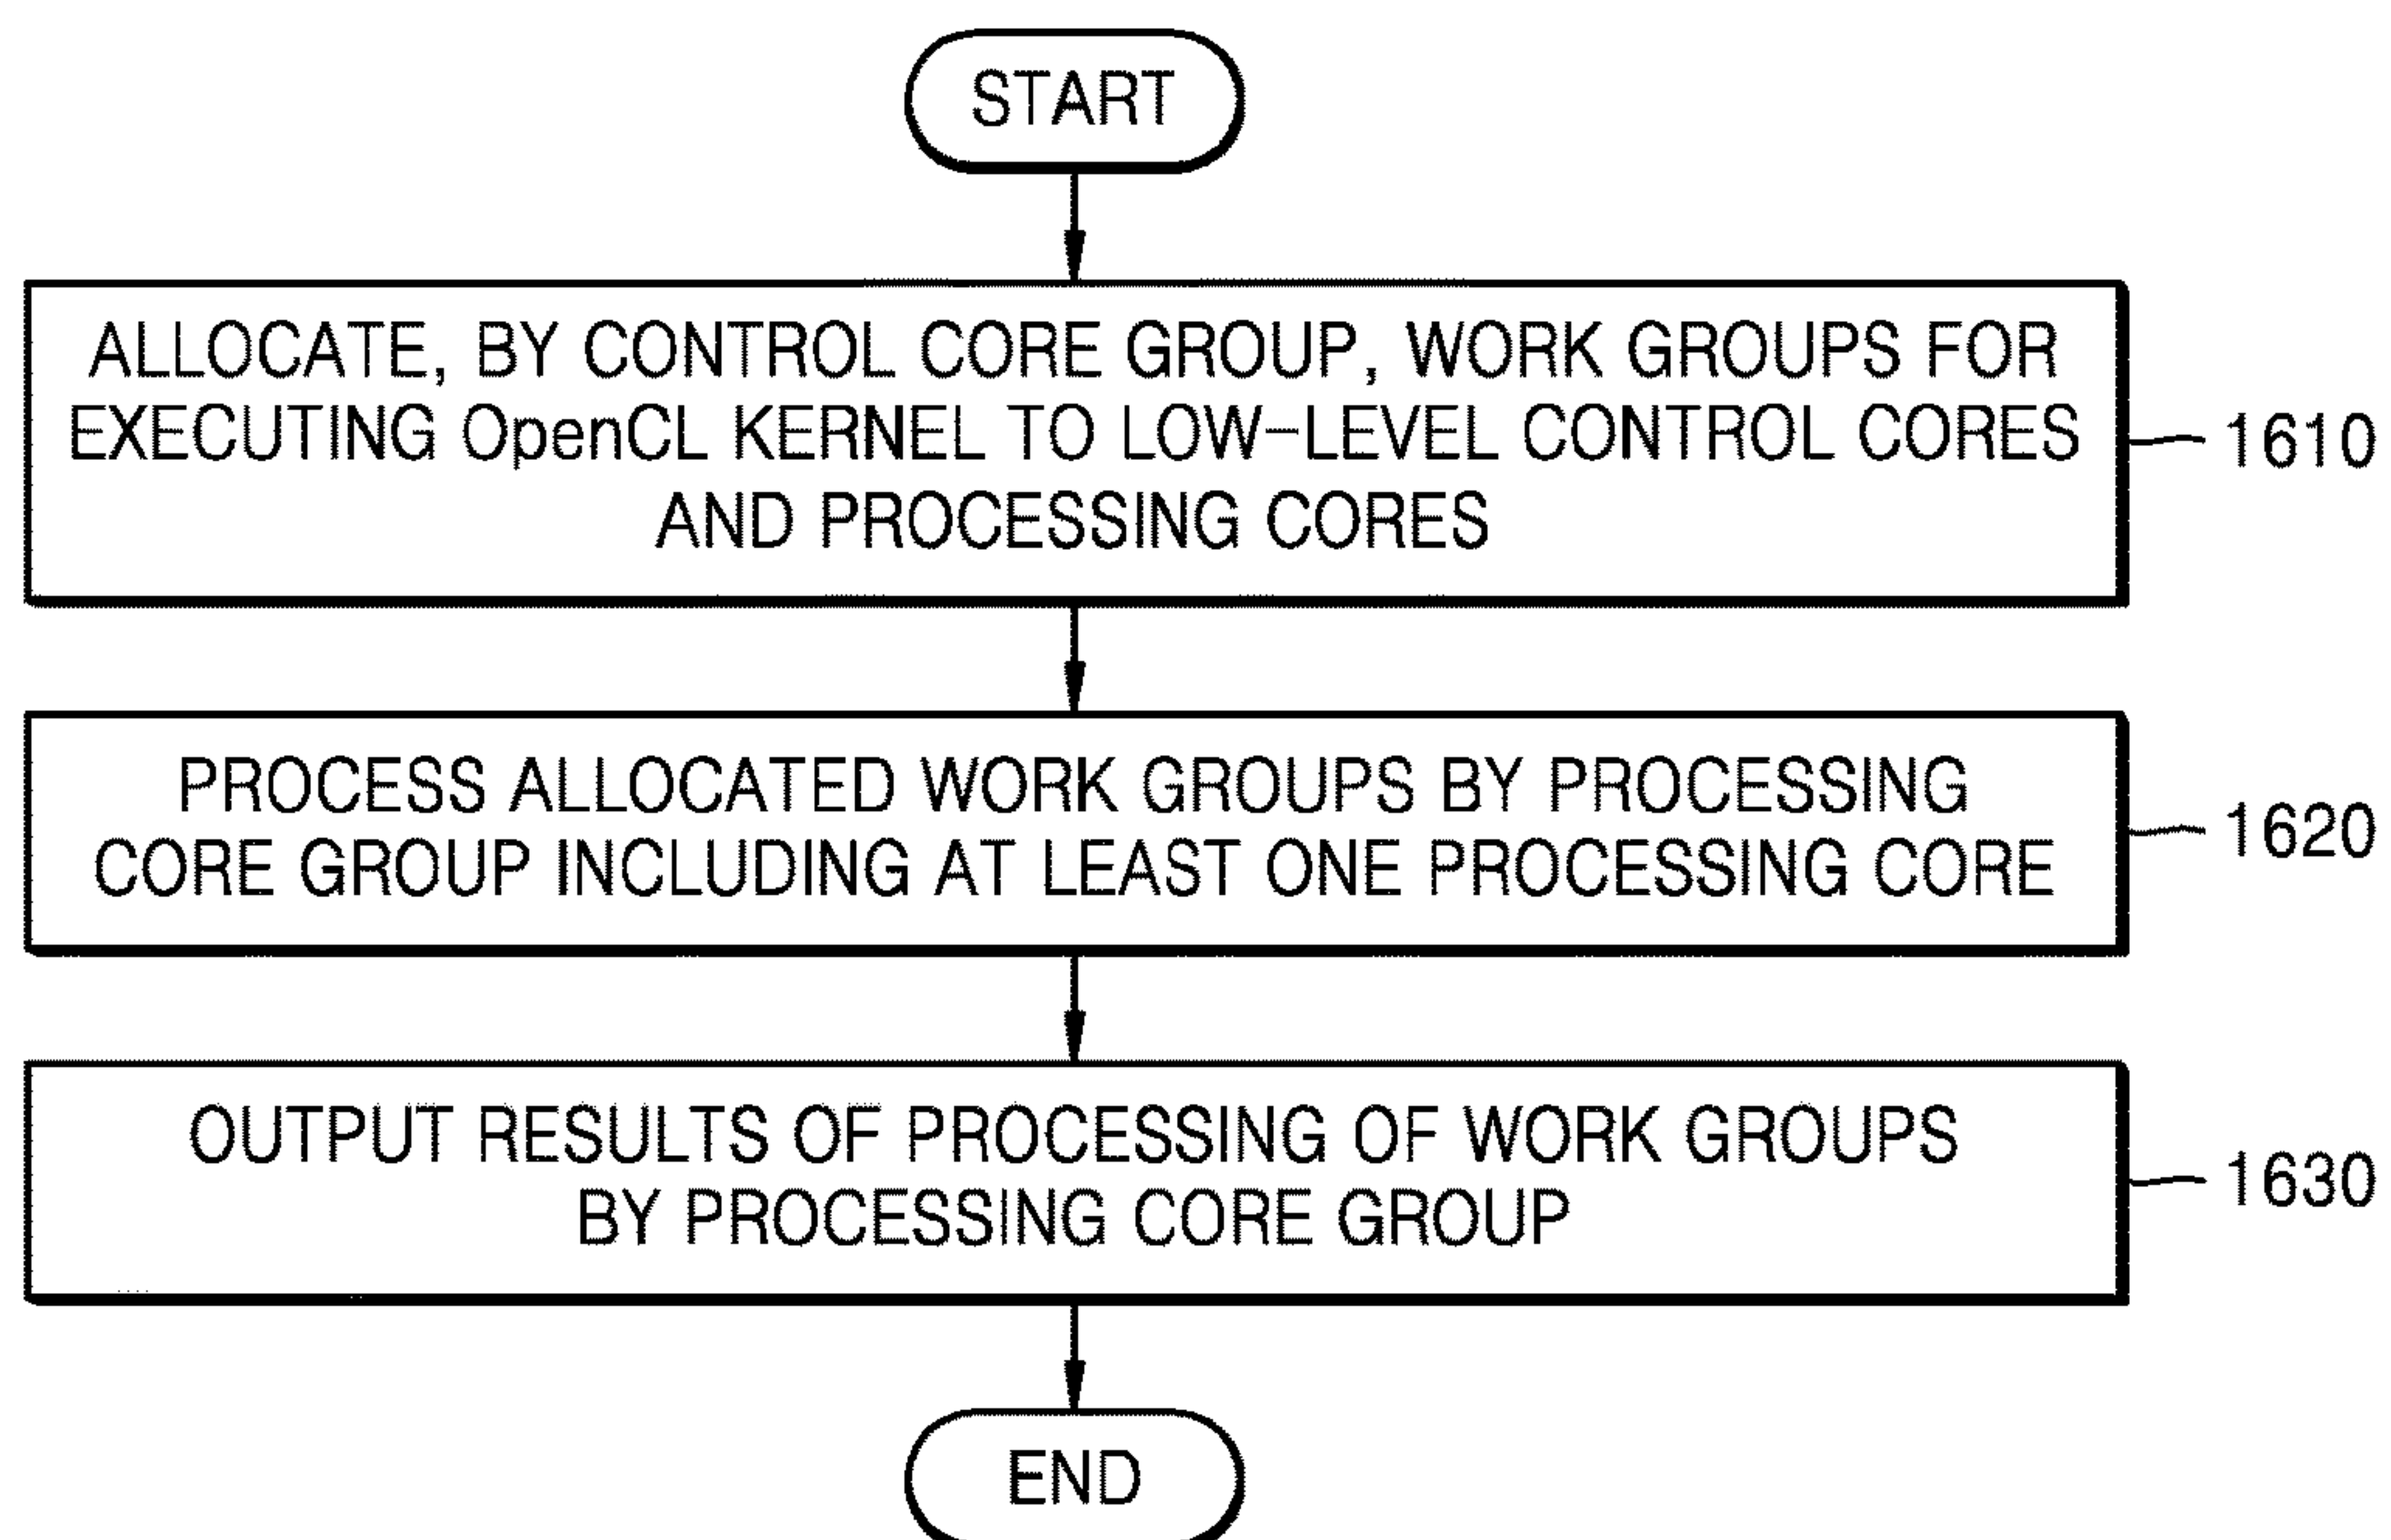 START
ALLOCATE, BY CONTROL CORE GROUP, WORK GROUPS FOR
EXECUTING OpenCL KERNEL TO LOW-LEVEL CONTROL CORES
AND PROCESSING CORES
1610
PROCESS ALLOCATED WORK GROUPS BY PROCESSING
CORE GROUP INCLUDING AT LEAST ONE PROCESSING CORE
1620
OUTPUT RESULTS OF PROCESSING OF WORK GROUPS
BY PROCESSING CORE GROUP
1630
END